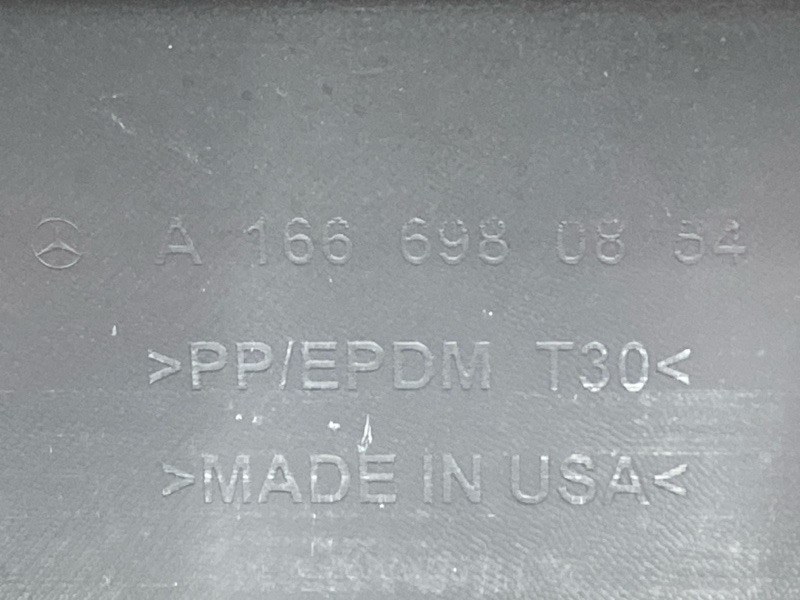 A 166 698 08 54
>PP/EPDM T30<
>MADE IN USA<